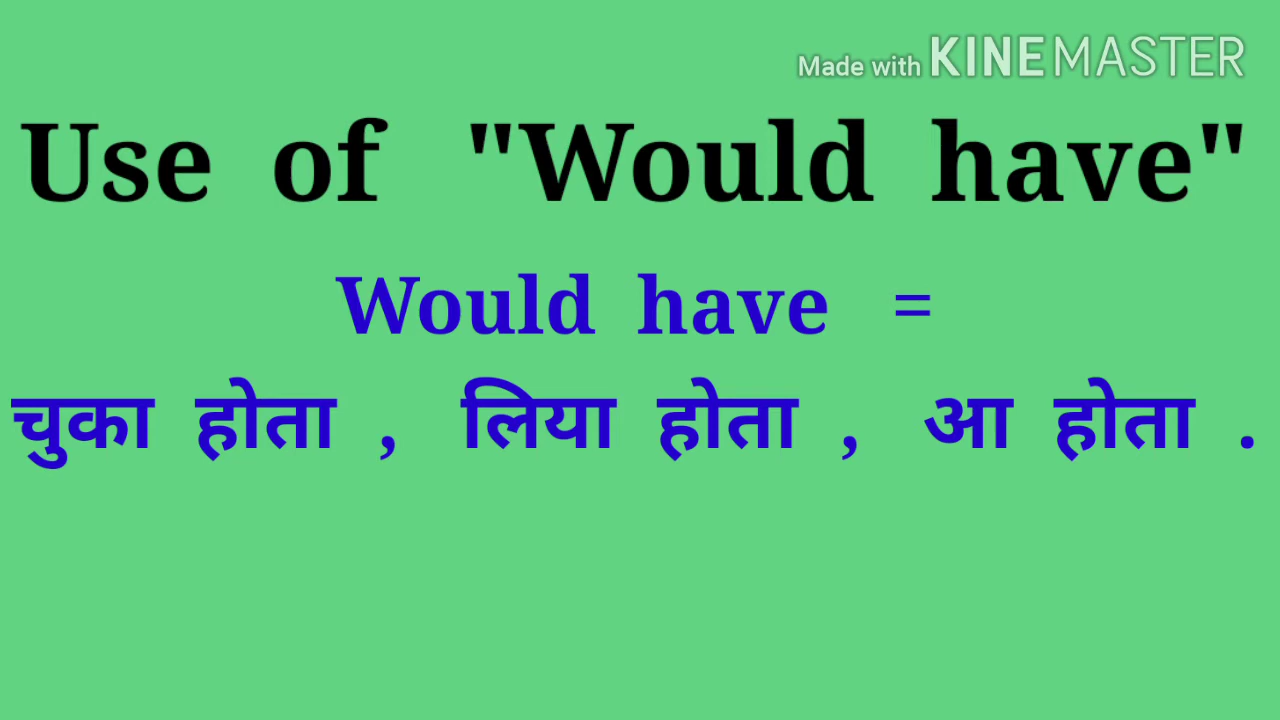 Made with KINEMASTER
Use of "Would have"
Would have =
चुका होता , लिया होता , आ होता .